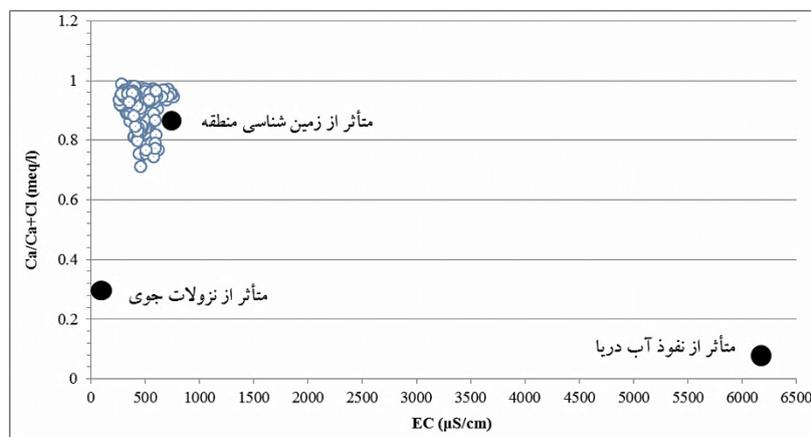 1.2
1
0.8
0.6
0.4
0.2
0
Ca/Ca+Cl (meq/l)
متأثر از زمین شناسی منطقه
متأثر از نزولات جوی
متأثر از نفوذ آب دریا
0 500 1000 1500 2000 2500 3000 3500 4000 4500 5000 5500 6000 6500
EC (µS/cm)